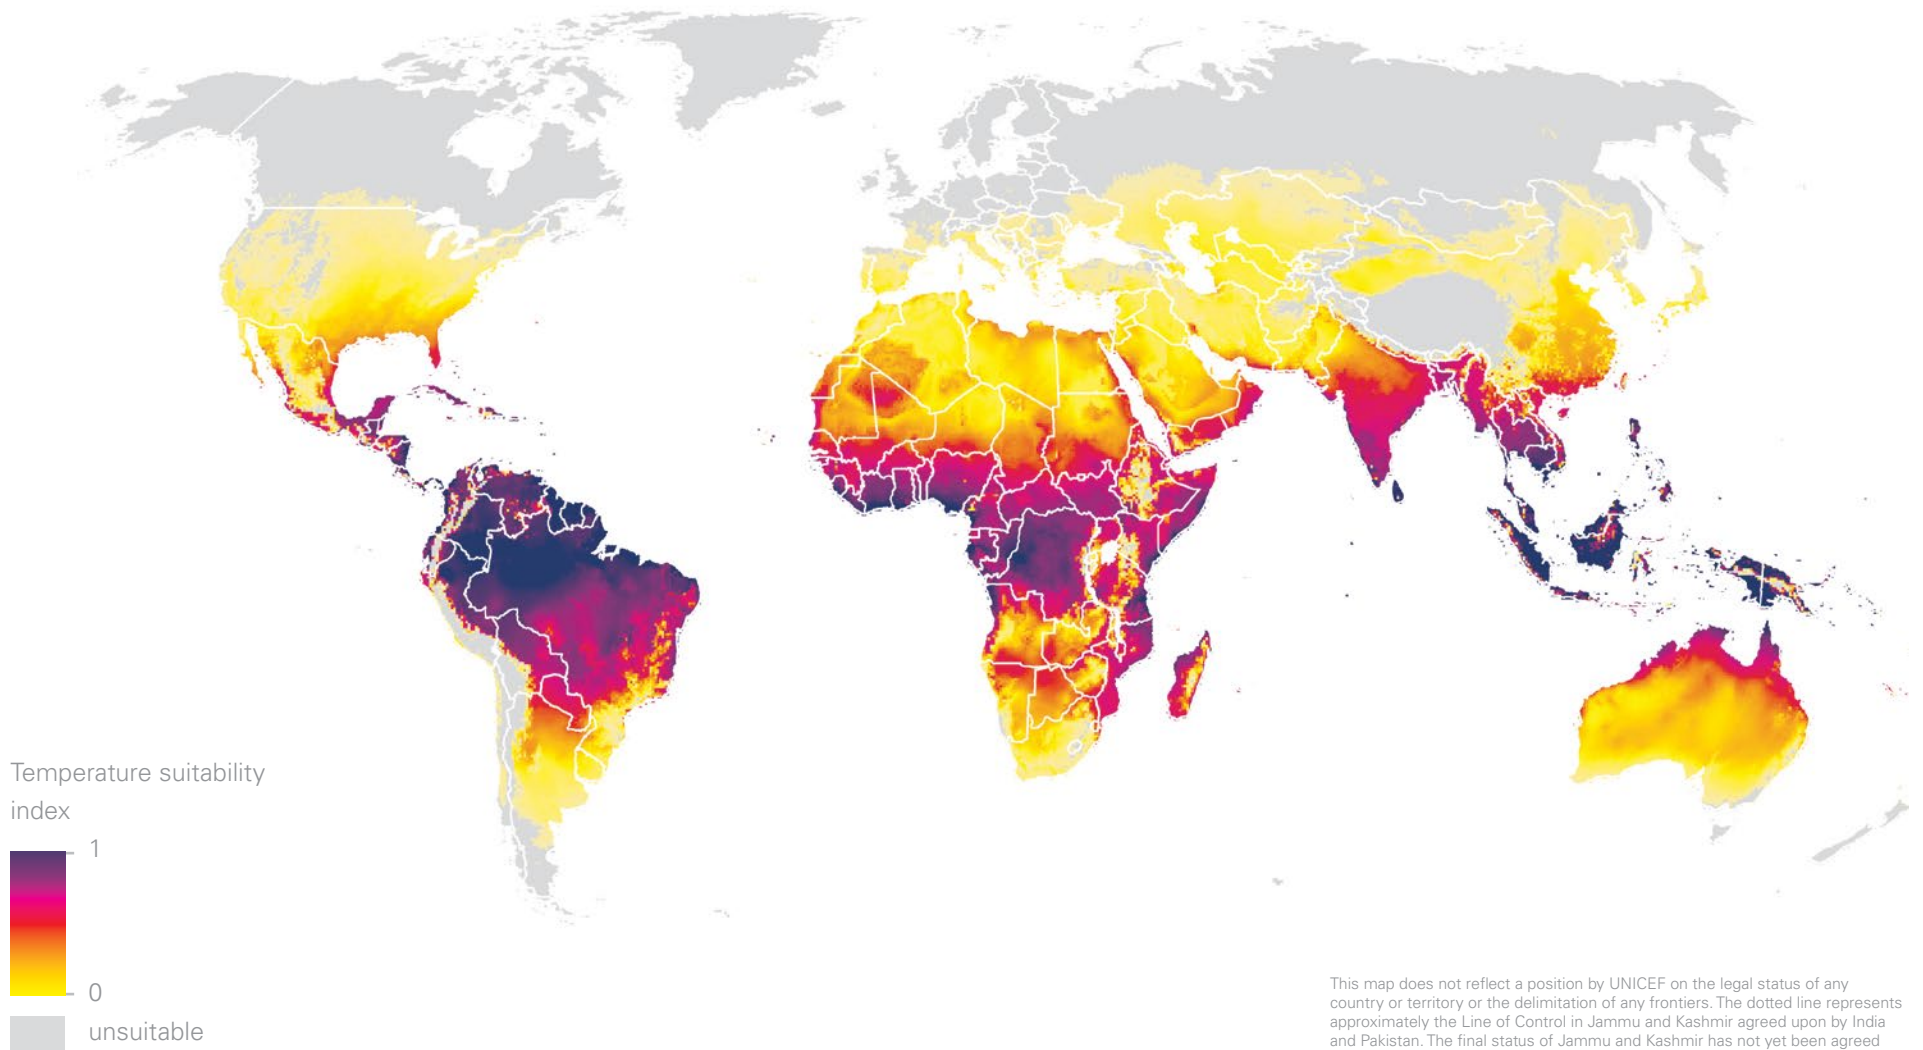 Temperature suitability
index
1
0
unsuitable
This map does not reflect a position by UNICEF on the legal status of any
country or territory or the delimitation of any frontiers. The dotted line represents
approximately the Line of Control in Jammu and Kashmir agreed upon by India
and Pakistan. The final status of Jammu and Kashmir has not yet been agreed